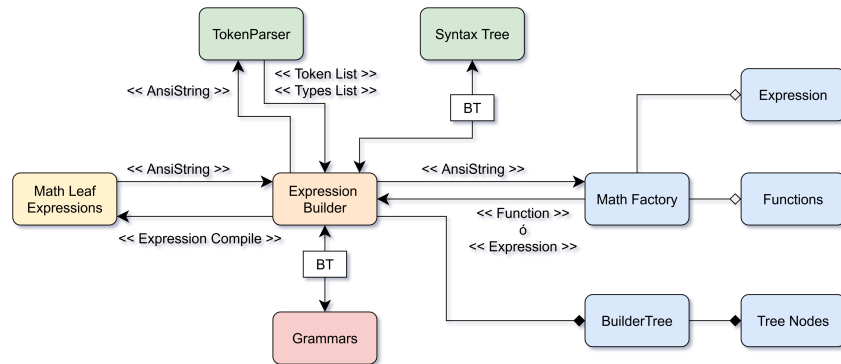 TokenParser
Syntax Tree
<< Token List >>
<< Types List >>
<< AnsiString >>
BT
Expression
<< AnsiString >>
<< AnsiString >>
Math Leaf
Expressions
Expression
Builder
Math Factory
Functions
<< Function >>
ó
<< Expression >>
<< Expression Compile >>
BT
BuilderTree
Tree Nodes
Grammars